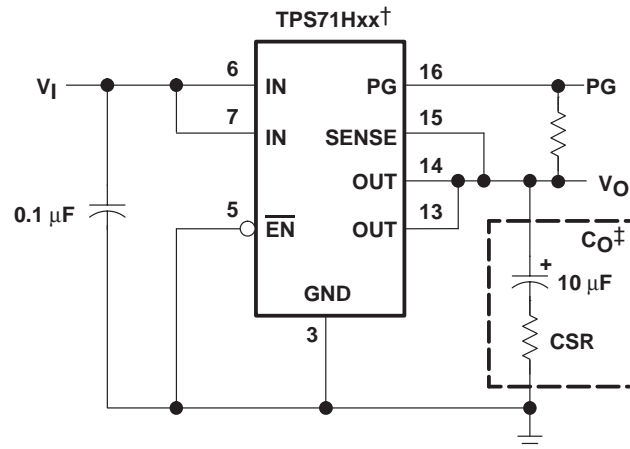 TPS71Hxx†
VI
6
IN
PG
16
PG
7
IN
SENSE
15
OUT
14
VO
0.1 μF
5
EN
OUT
13
CO‡
+
10 μF
GND
CSR
3